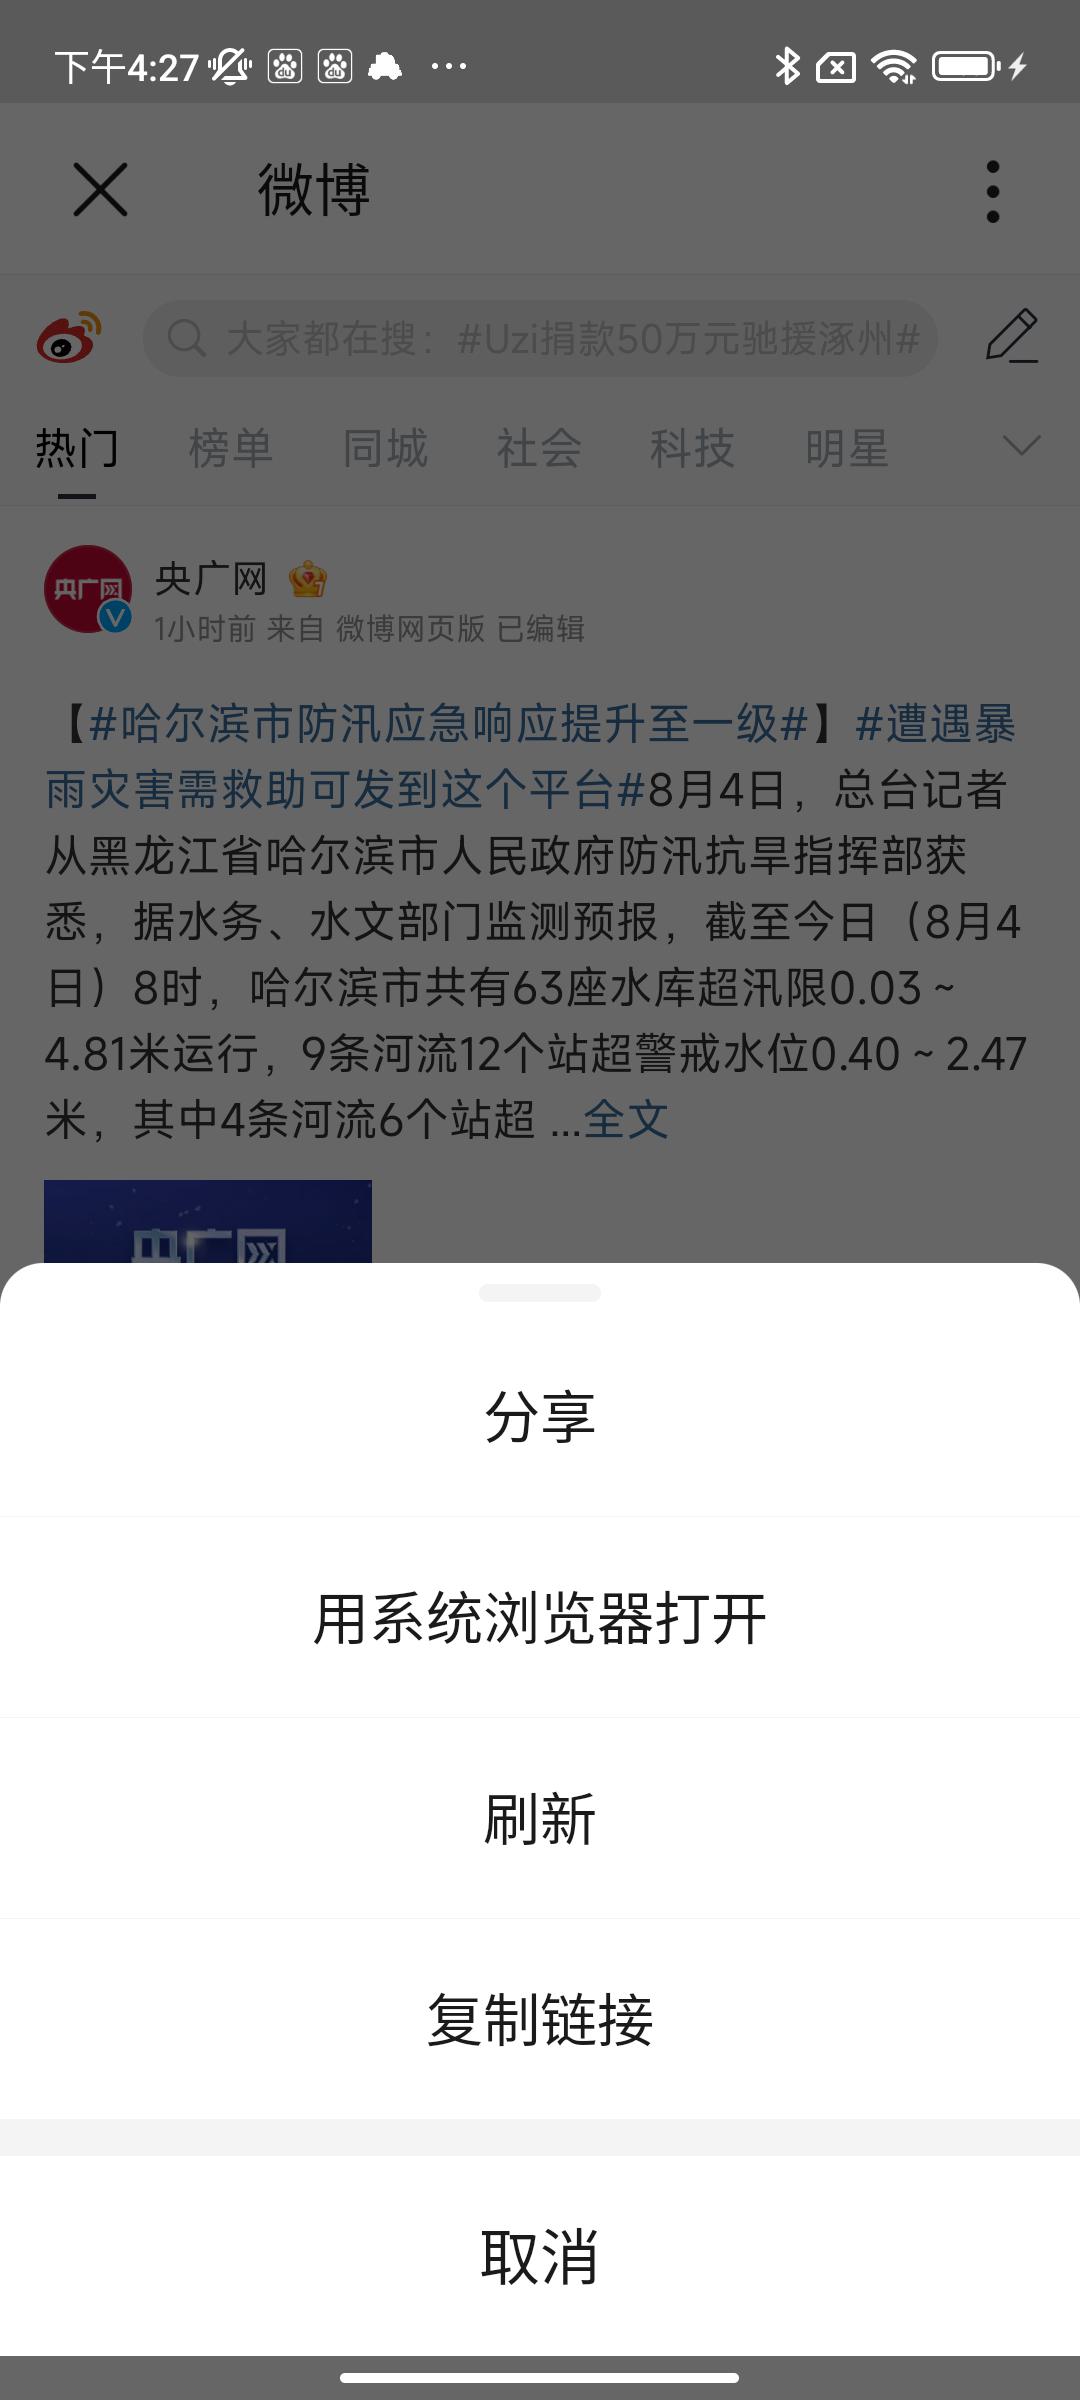 下午4:27
微博
大家都在搜：#Uzi捐款50万元驰援涿州#
热门 榜单 同城 社会 科技 明星
央广网
央广网
1小时前 来自 微博网页版 已编辑
【#哈尔滨市防汛应急响应提升至一级#】#遭遇暴
雨灾害需救助可发到这个平台#8月4日，总台记者
从黑龙江省哈尔滨市人民政府防汛抗旱指挥部获
悉，据水务、水文部门监测预报，截至今日（8月4
日）8时，哈尔滨市共有63座水库超汛限0.03～
4.81米运行，9条河流12个站超警戒水位0.40～2.47
米，其中4条河流6个站超 ...全文
央广网
分享
用系统浏览器打开
刷新
复制链接
取消